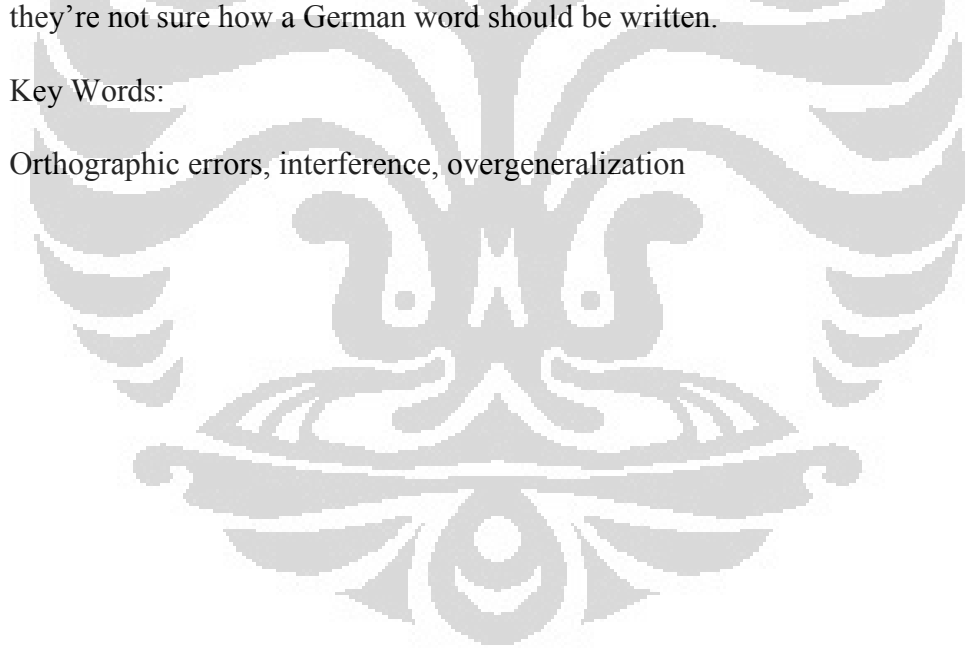 they’re not sure how a German word should be written.
Key Words:
Orthographic errors, interference, overgeneralization